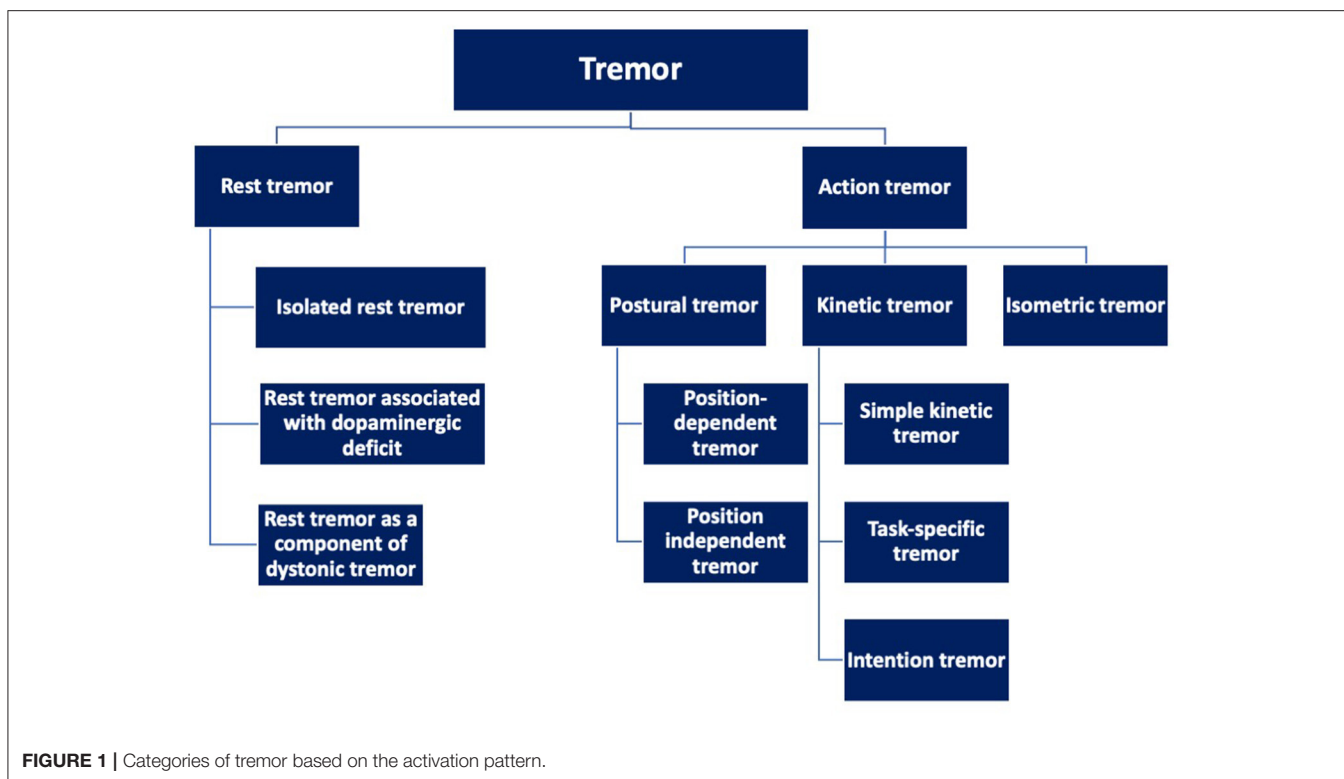 Tremor
Rest tremor
Action tremor
Isolated rest tremor
Rest tremor associated
with dopaminergic
deficit
Rest tremor as a
component of
dystonic tremor
Postural tremor
Kinetic tremor
Isometric tremor
Position-
dependent
tremor
Position
independent
tremor
Simple kinetic
tremor
Task-specific
tremor
Intention tremor
FIGURE 1 | Categories of tremor based on the activation pattern.